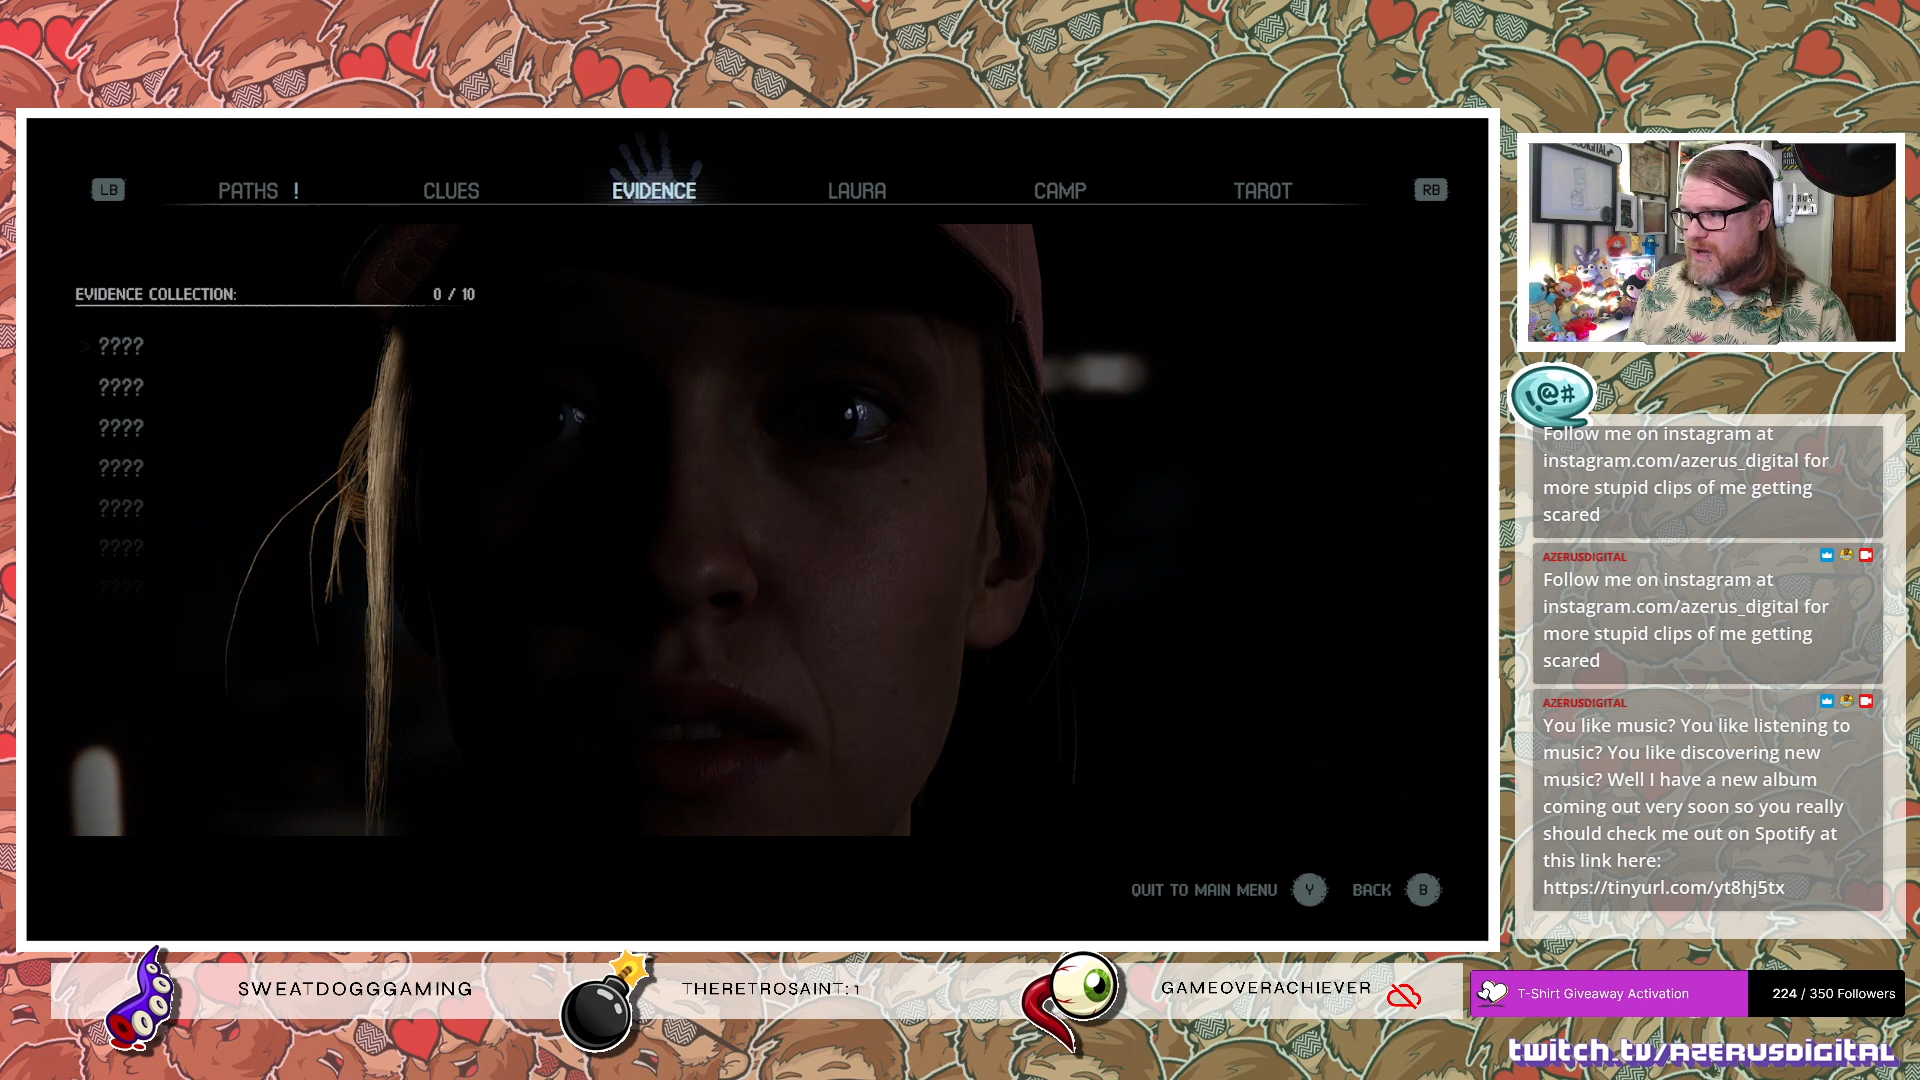 LB
PATHS !
CLUES
EVIDENCE
LAURA
CAMP
TAROT
RB
EVIDENCE COLLECTION: 0 / 10
> ????
????
????
????
????
????
????
QUIT TO MAIN MENU Y
BACK B
!@#
Follow me on instagram at
instagram.com/azerus_digital for
more stupid clips of me getting
scared
AZERUSDIGITAL
Follow me on instagram at
instagram.com/azerus_digital for
more stupid clips of me getting
scared
AZERUSDIGITAL
You like music? You like listening to
music? You like discovering new
music? Well I have a new album
coming out very soon so you really
should check me out on Spotify at
this link here:
https://tinyurl.com/yt8hj5tx
SWEATDOGGGAMING
THERETROSAINT: 1
GAMEOVERACHIEVER
T-Shirt Giveaway Activation
224 / 350 Followers
twitch.tv/AZERUSDIGITAL